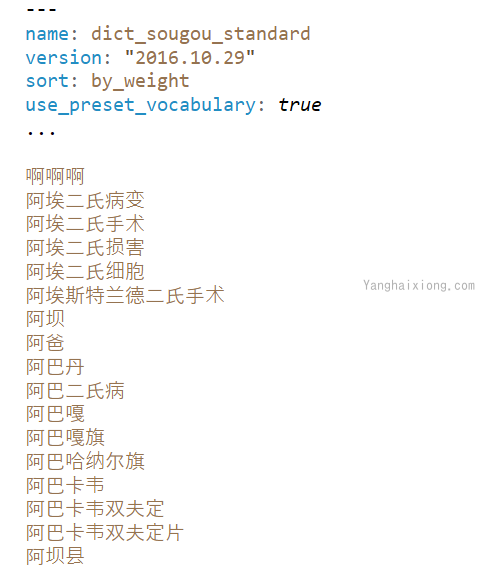 ---
name: dict_sougou_standard
version: "2016.10.29"
sort: by_weight
use_preset_vocabulary: true
...
啊啊啊
阿埃二氏病变
阿埃二氏手术
阿埃二氏损害
阿埃二氏细胞
阿埃斯特兰德二氏手术
Yanghaixiong.com
阿坝
阿爸
阿巴丹
阿巴二氏病
阿巴嘎
阿巴嘎旗
阿巴哈纳尔旗
阿巴卡韦
阿巴卡韦双夫定
阿巴卡韦双夫定片
阿坝县